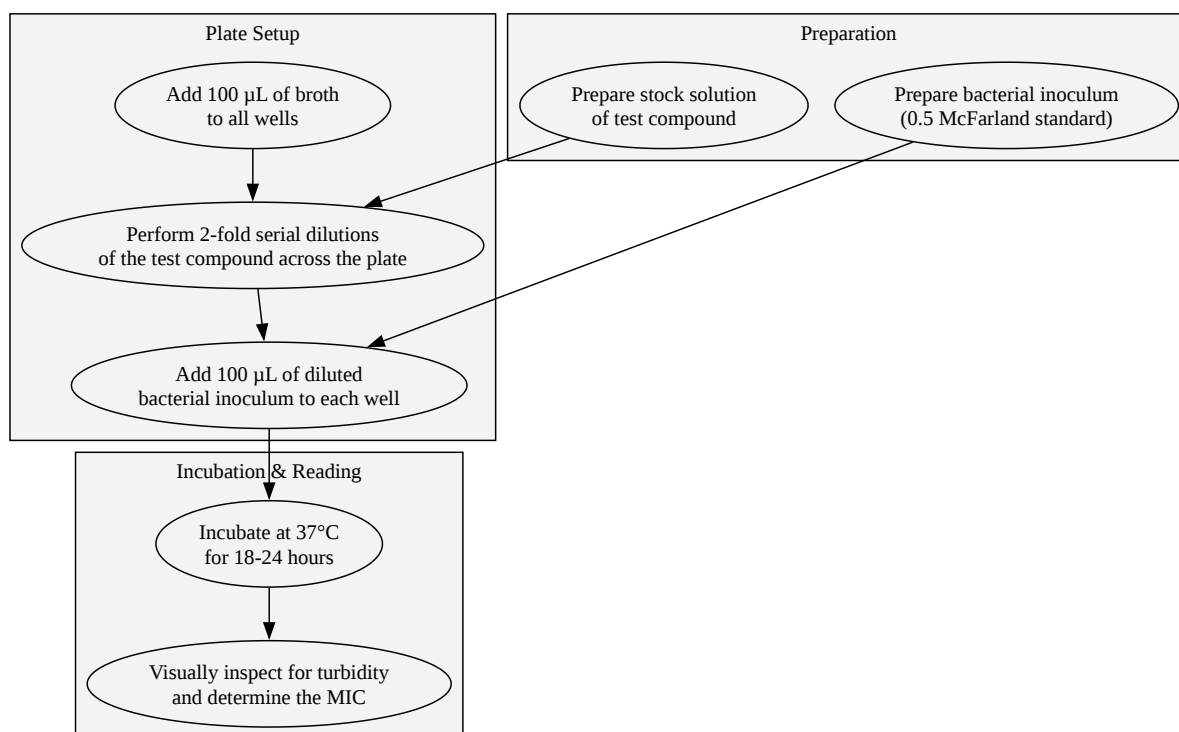 Plate Setup
Add 100 µL of broth
to all wells
Perform 2-fold serial dilutions
of the test compound across the plate
Add 100 µL of diluted
bacterial inoculum to each well
Preparation
Prepare stock solution
of test compound
Prepare bacterial inoculum
(0.5 McFarland standard)
Incubation & Reading
Incubate at 37°C
for 18-24 hours
Visually inspect for turbidity
and determine the MIC